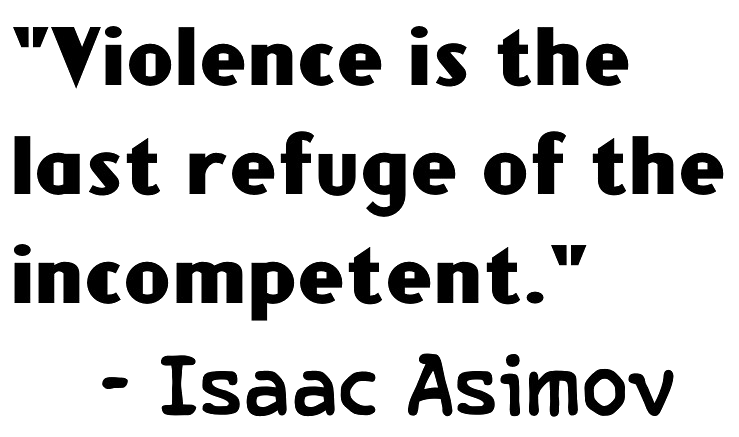 "Violence is the
last refuge of the
incompetent."
- Isaac Asimov